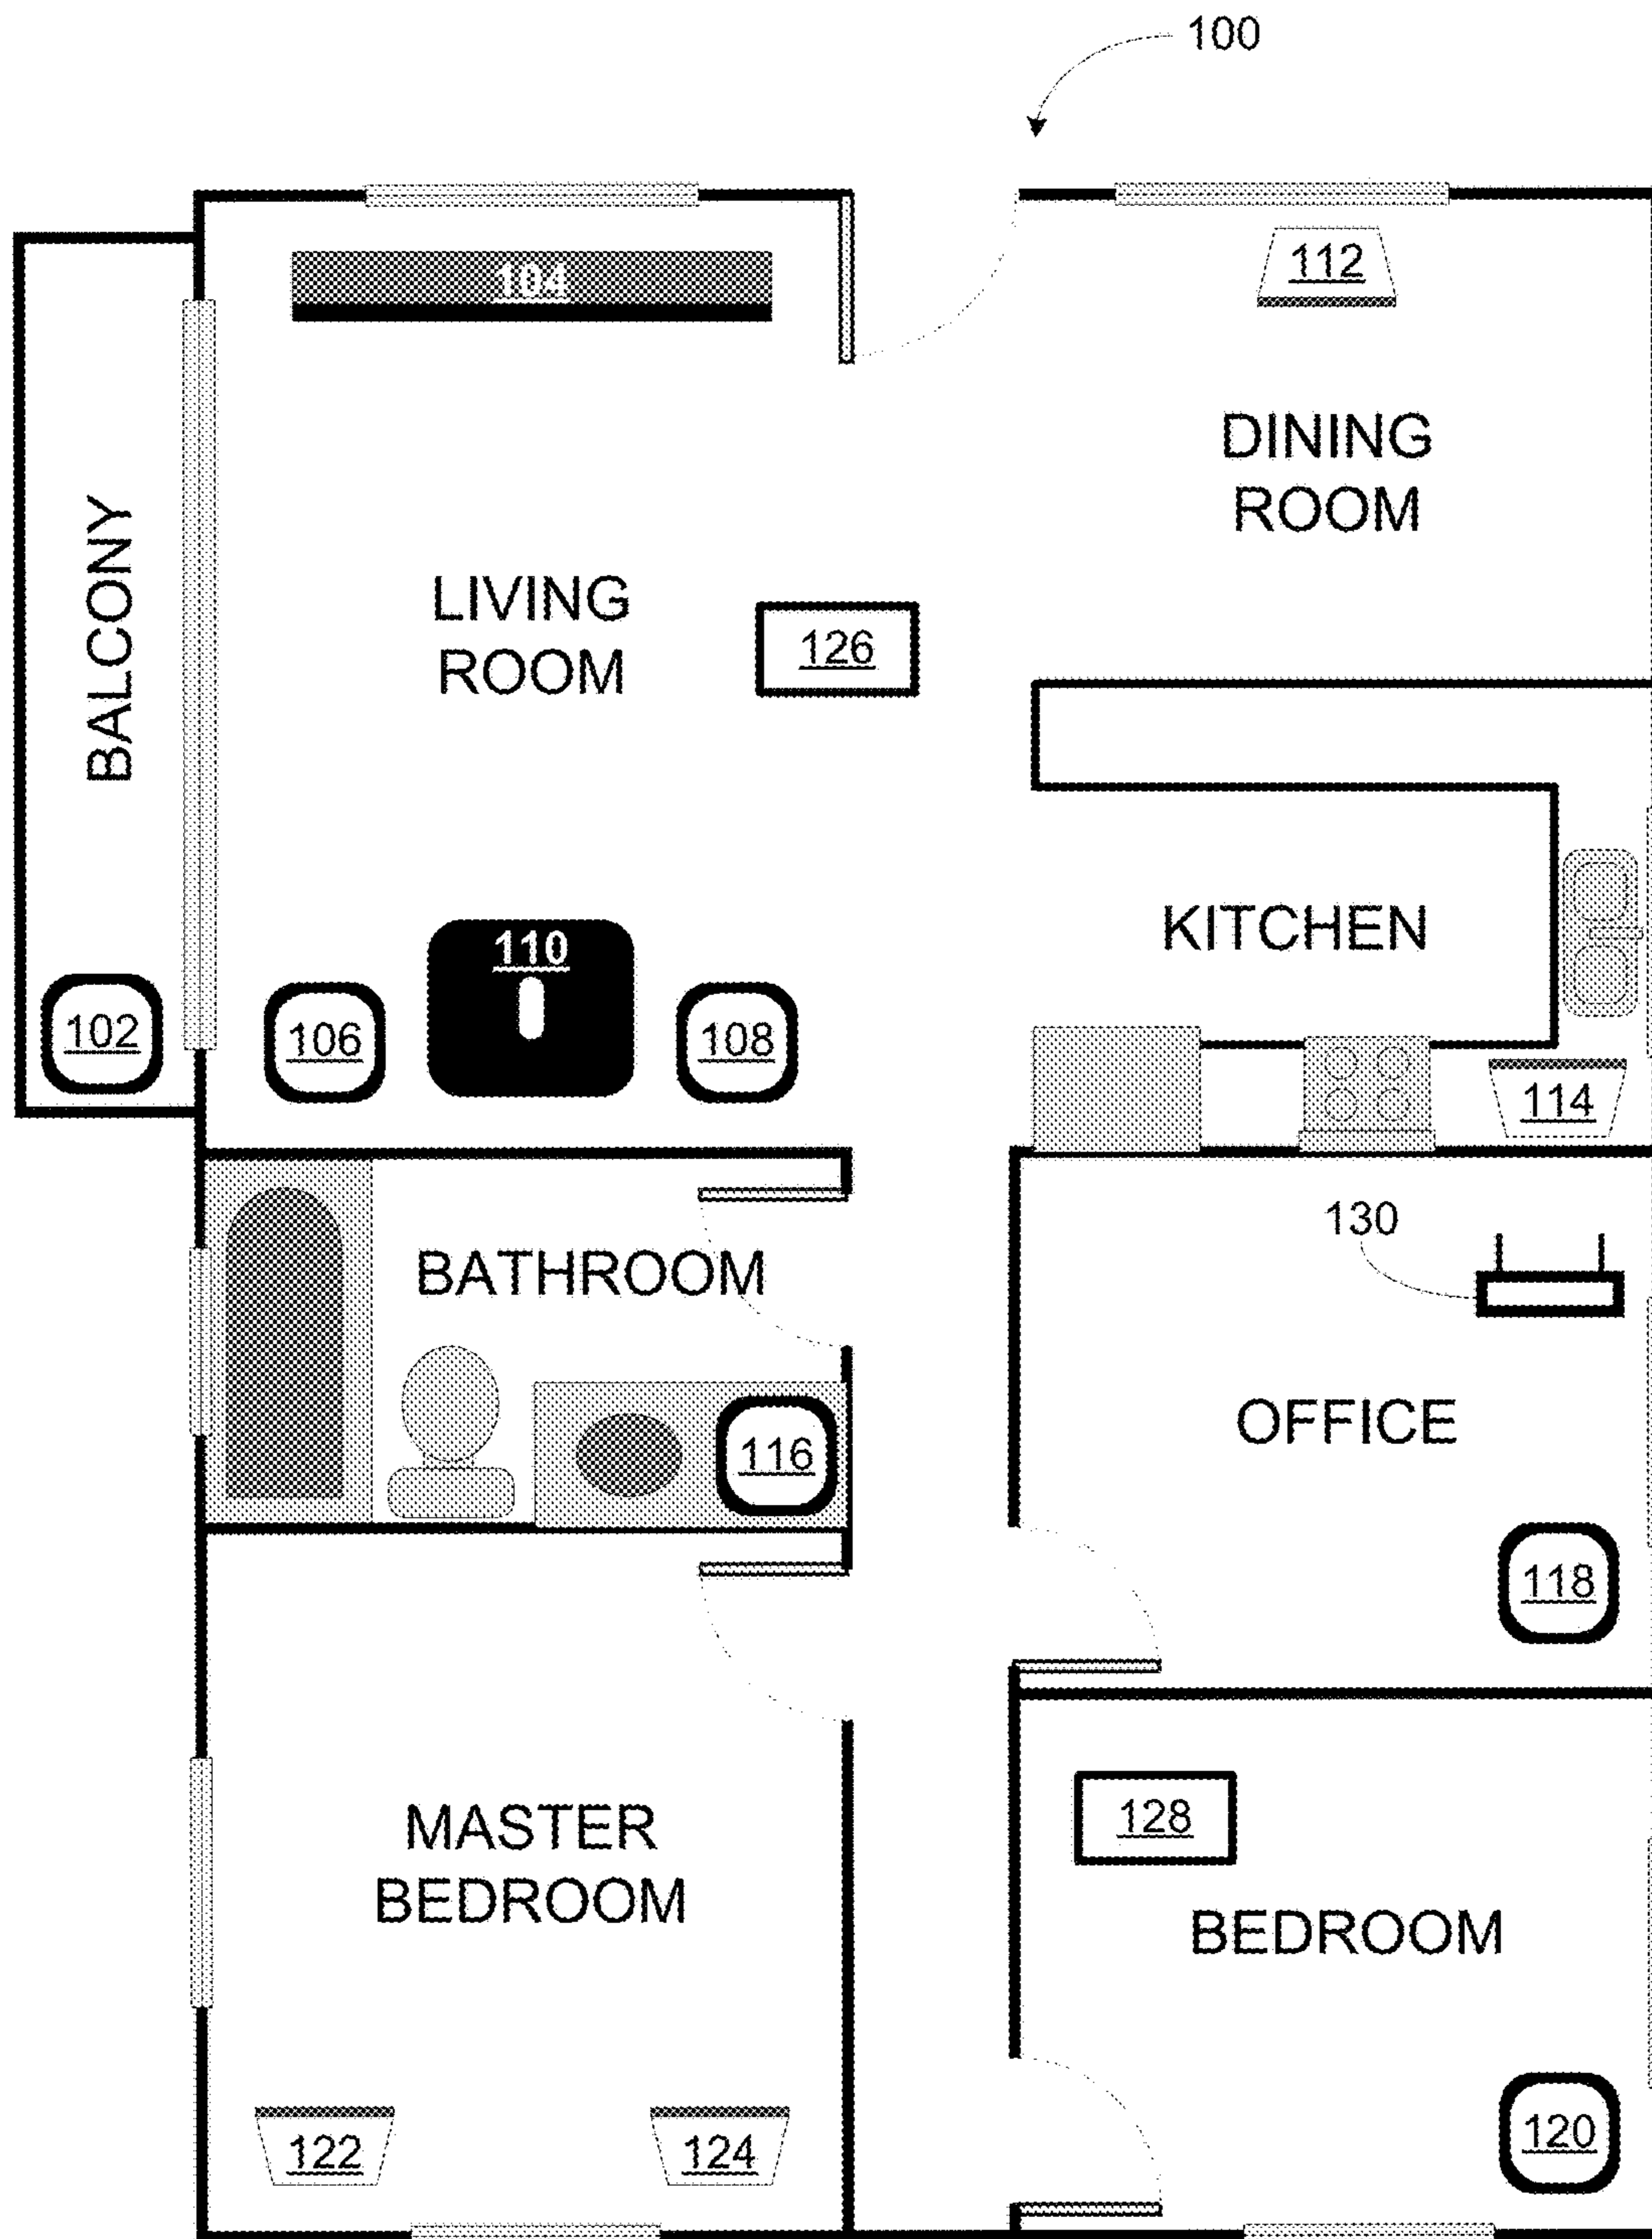 100
104
112
DINING
ROOM
BALCONY
LIVING
ROOM
126
KITCHEN
110
102
106
108
114
130
BATHROOM
OFFICE
116
118
MASTER
BEDROOM
128
BEDROOM
122
124
120